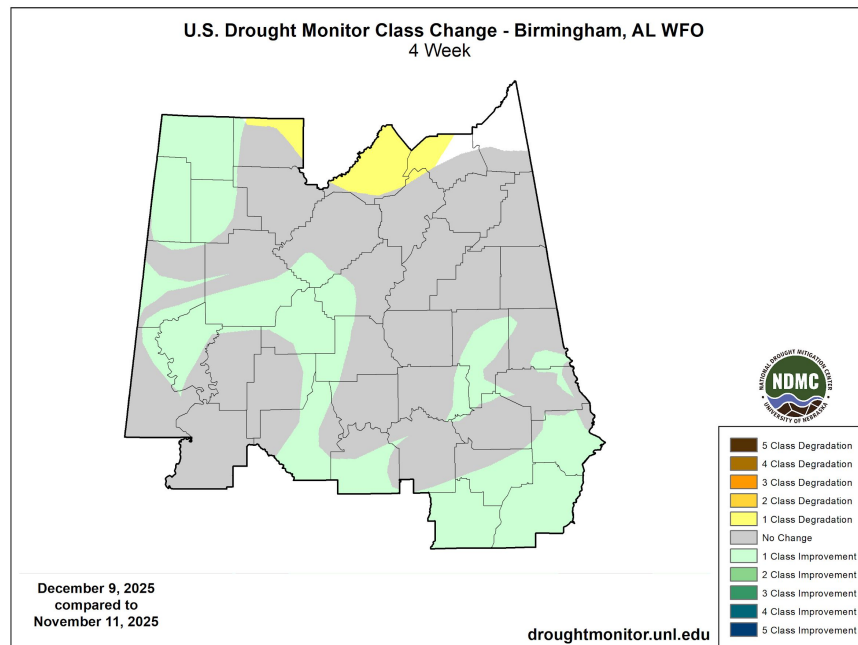 U.S. Drought Monitor Class Change - Birmingham, AL WFO
4 Week
NATIONAL DROUGHT MITIGATION CENTER
NDMC
UNIVERSITY OF NEBRASKA
5 Class Degradation
4 Class Degradation
3 Class Degradation
2 Class Degradation
1 Class Degradation
No Change
1 Class Improvement
2 Class Improvement
3 Class Improvement
4 Class Improvement
5 Class Improvement
December 9, 2025
compared to
November 11, 2025
droughtmonitor.unl.edu